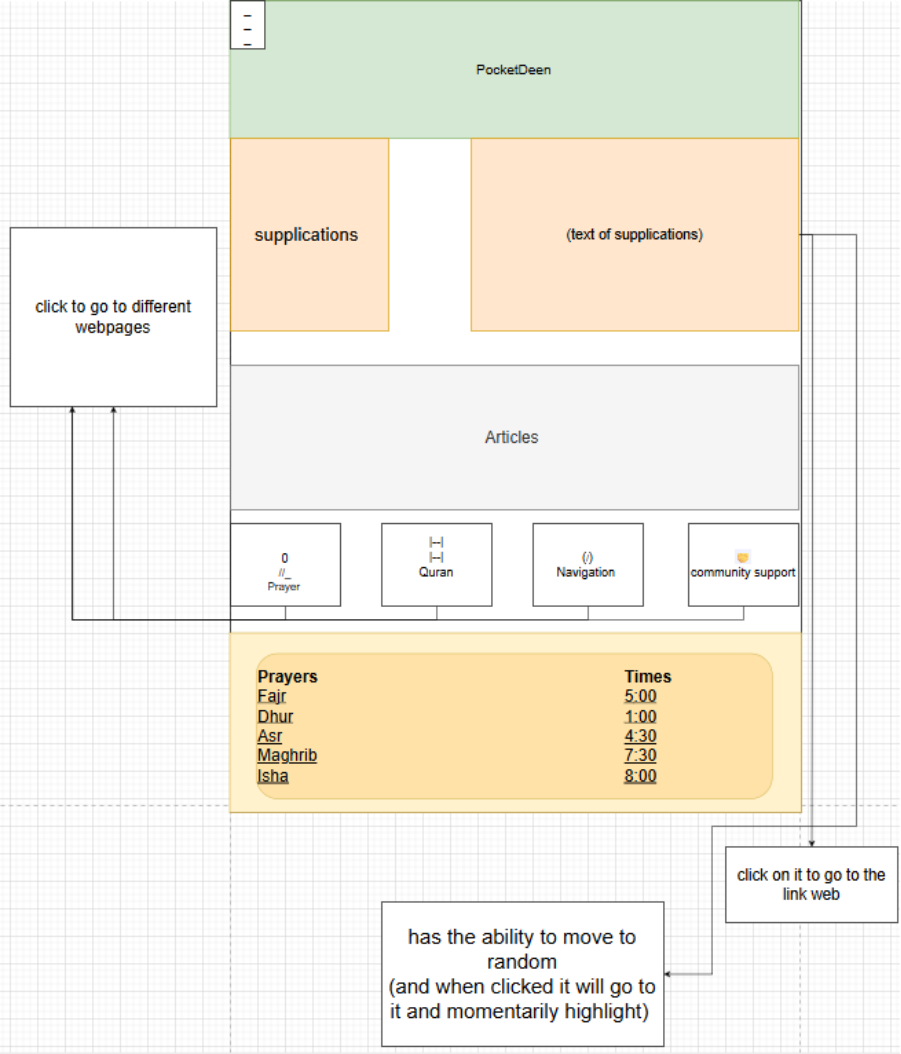 –
–
–
PocketDeen
supplications
(text of supplications)
click to go to different
webpages
Articles
0
//_
Prayer
|--|
|--|
Quran
(/)
Navigation
🤝
community support
Prayers Times
Fajr 5:00
Dhur 1:00
Asr 4:30
Maghrib 7:30
Isha 8:00
click on it to go to the
link web
has the ability to move to
random
(and when clicked it will go to
it and momentarily highlight)